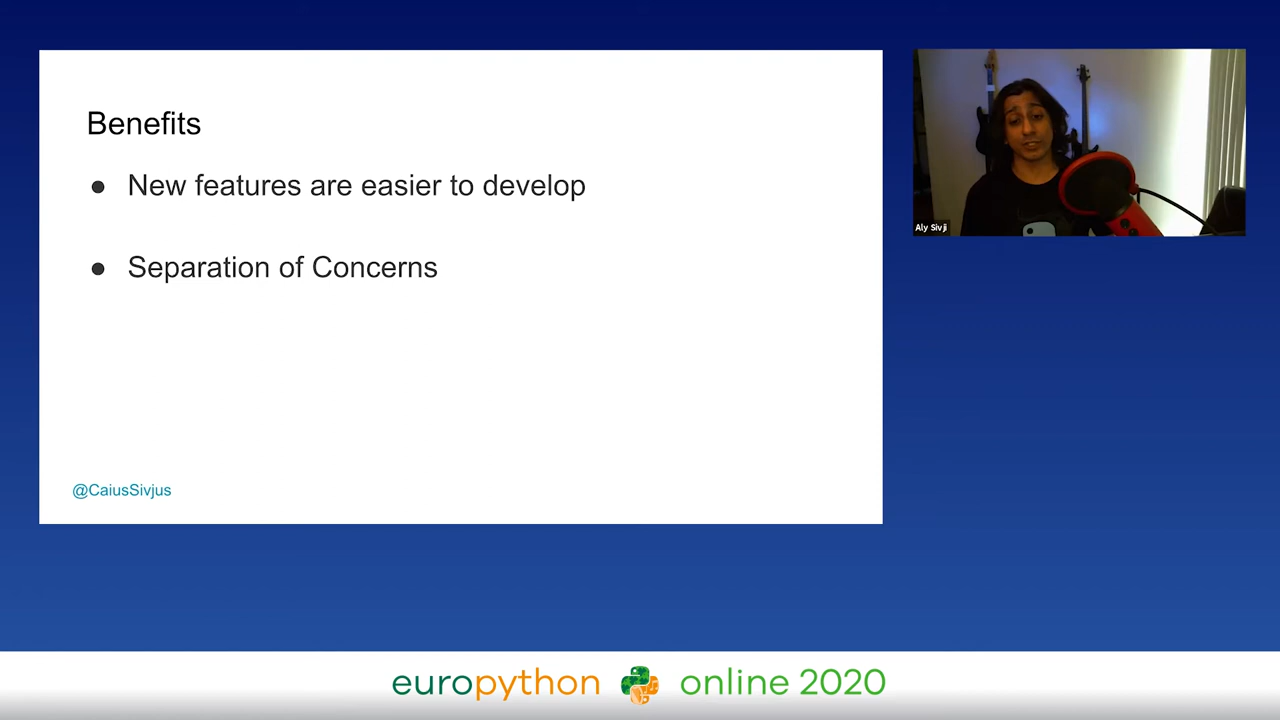 Benefits
● New features are easier to develop
● Separation of Concerns
@CaiusSivjus
Aly Sivji
europython online 2020